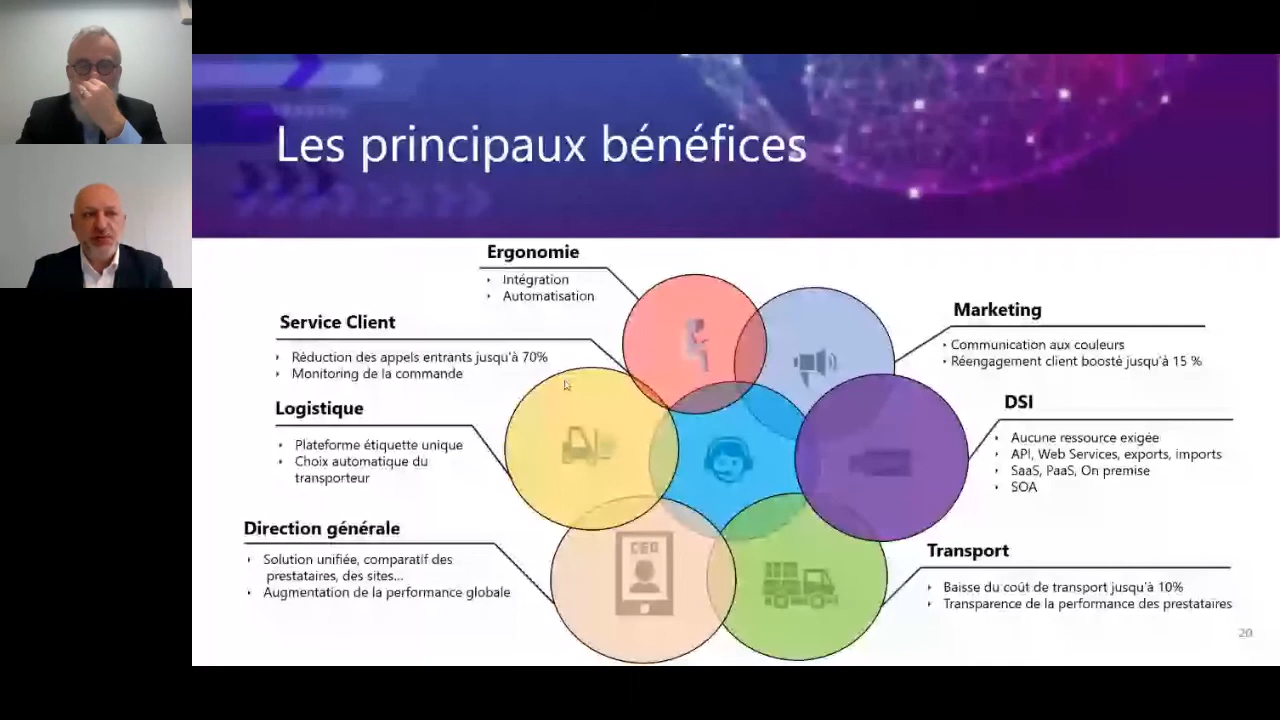 Les principaux bénéfices
Ergonomie
Intégration
Automatisation
Service Client
Réduction des appels entrants jusqu'à 70%
Monitoring de la commande
Logistique
Plateforme étiquette unique
Choix automatique du
transporteur
Direction générale
Solution unifiée, comparatif des
prestataires, des sites...
Augmentation de la performance globale
CEO
Marketing
Communication aux couleurs
Réengagement client boosté jusqu'à 15 %
DSI
Aucune ressource exigée
API, Web Services, exports, imports
SaaS, PaaS, On premise
SOA
Transport
Baisse du coût de transport jusqu'à 10%
Transparence de la performance des prestataires
20